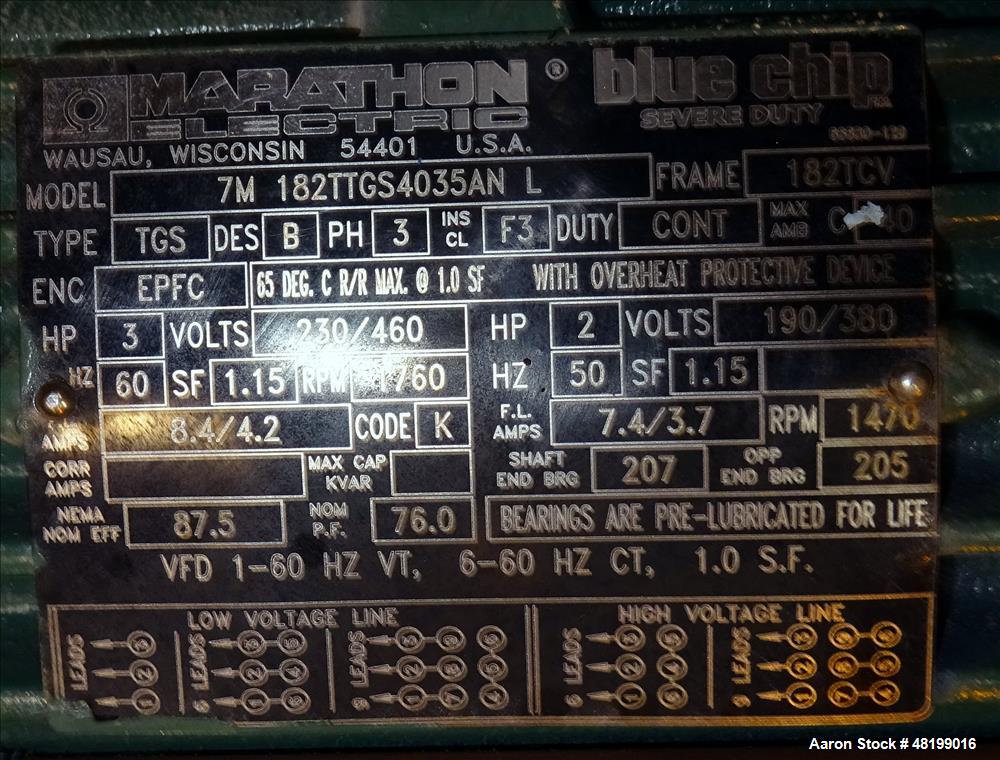 MARATHON ® blue chip
ELECTRIC SEVERE DUTY
WAUSAU, WISCONSIN 54401 U.S.A.
MODEL 7M 182TTGS4035AN L FRAME 182TCV
TYPE TGS DES B PH 3 INS CL F3 DUTY CONT MAX AMB C 40
ENC EPFC 65 DEG. C R/R MAX. @ 1.0 SF WITH OVERHEAT PROTECTIVE DEVICE
HP 3 VOLTS 230/460 HP 2 VOLTS 190/380
HZ 60 SF 1.15 RPM 1760 HZ 50 SF 1.15
AMPS 8.4/4.2 CODE K F.L. AMPS 7.4/3.7 RPM 1470
CORR AMPS MAX CAP KVAR SHAFT END BRG 207 OPP END BRG 205
NEMA NOM EFF 87.5 NOM P.F. 76.0 BEARINGS ARE PRE-LUBRICATED FOR LIFE
VFD 1-60 HZ VT, 6-60 HZ CT, 1.0 S.F.
LOW VOLTAGE LINE HIGH VOLTAGE LINE
LEADS 6 LEADS 9 LEADS 6 LEADS 9 LEADS
Aaron Stock # 48199016